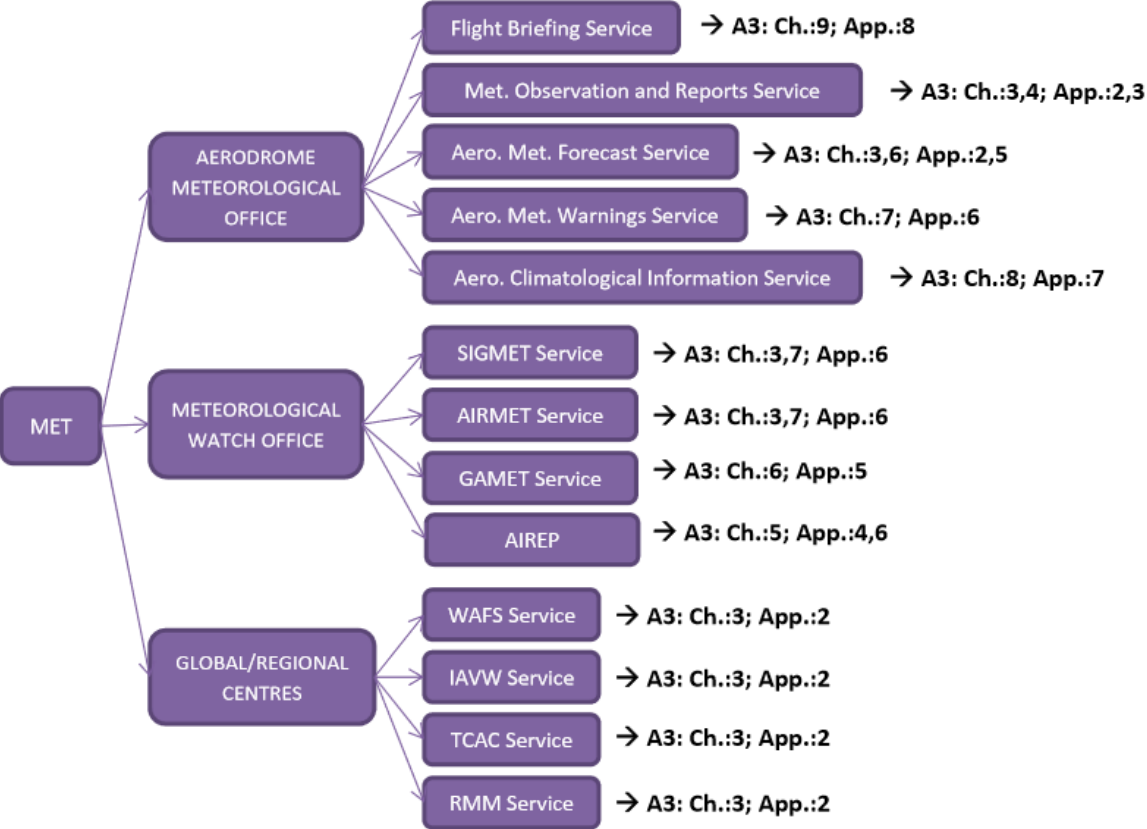 Flight Briefing Service → A3: Ch.:9; App.:8
Met. Observation and Reports Service → A3: Ch.:3,4; App.:2,3
AERODROME
METEOROLOGICAL
OFFICE
Aero. Met. Forecast Service → A3: Ch.:3,6; App.:2,5
Aero. Met. Warnings Service → A3: Ch.:7; App.:6
Aero. Climatological Information Service → A3: Ch.:8; App.:7
MET
METEOROLOGICAL
WATCH OFFICE
SIGMET Service → A3: Ch.:3,7; App.:6
AIRMET Service → A3: Ch.:3,7; App.:6
GAMET Service → A3: Ch.:6; App.:5
AIREP → A3: Ch.:5; App.:4,6
GLOBAL/REGIONAL
CENTRES
WAFS Service → A3: Ch.:3; App.:2
IAVW Service → A3: Ch.:3; App.:2
TCAC Service → A3: Ch.:3; App.:2
RMM Service → A3: Ch.:3; App.:2